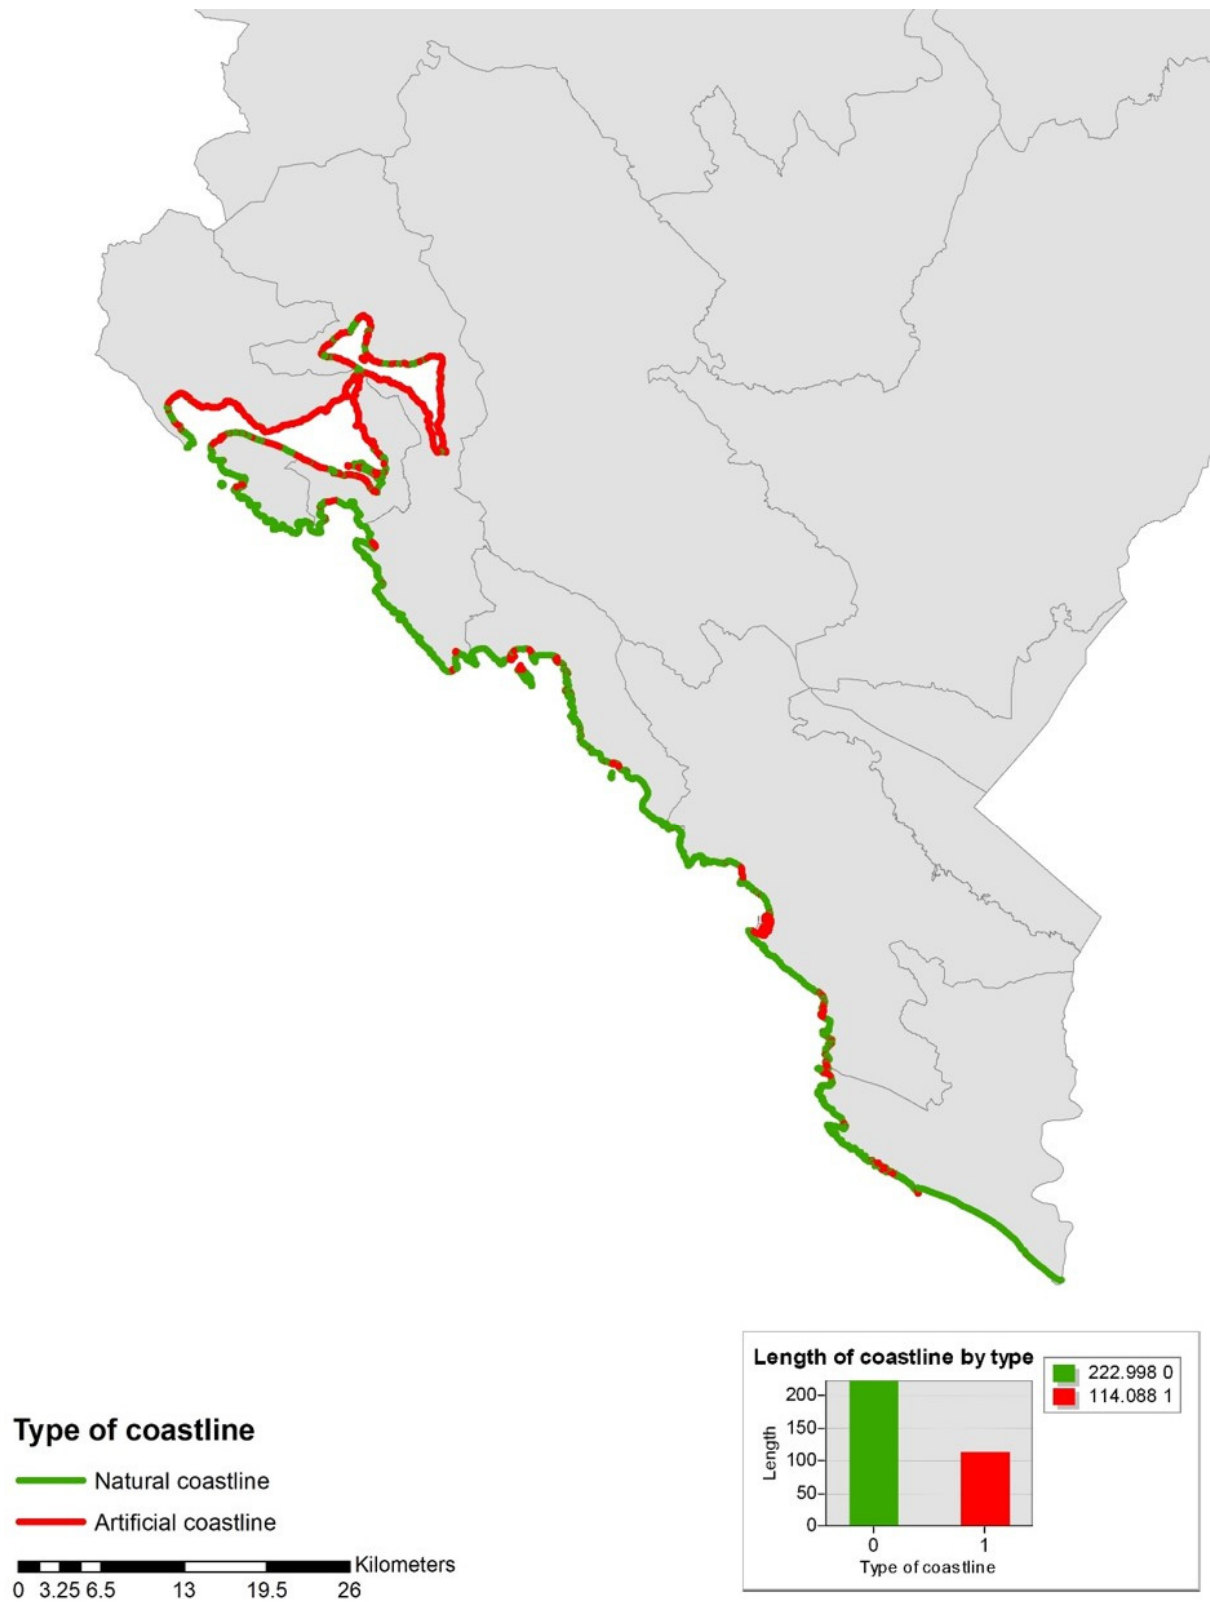 Length of coastline by type
222.998 0
114.088 1
200
150
100
50
0
Length
0 1
Type of coastline
Type of coastline
Natural coastline
Artificial coastline
Kilometers
0 3.25 6.5 13 19.5 26